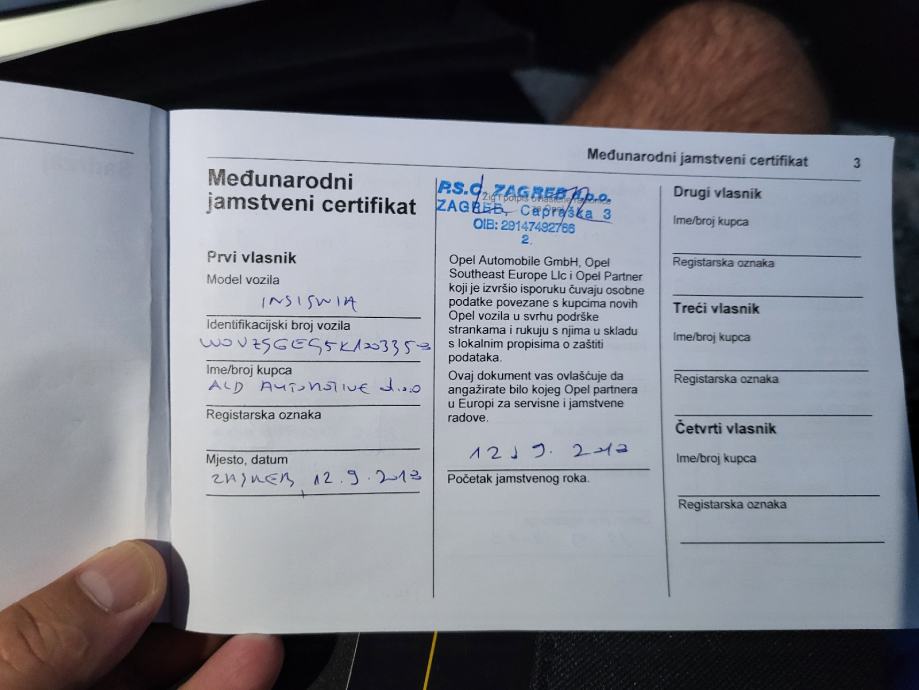 Međunarodni jamstveni certifikat 3
Međunarodni
jamstveni certifikat
Prvi vlasnik
Model vozila
INSIGNIA
Identifikacijski broj vozila
Ime/broj kupca
ALD AUTOMOTIVE d.o.o
Registarska oznaka
Mjesto, datum
ZAGREB, 12.9.
P.S.C. ZAGREB d.o.o.
ZAGREB, Capraška 3
OIB: 29147492766
2.
Opel Automobile GmbH, Opel
Southeast Europe Llc i Opel Partner
koji je izvršio isporuku čuvaju osobne
podatke povezane s kupcima novih
Opel vozila u svrhu podrške
strankama i rukuju s njima u skladu
s lokalnim propisima o zaštiti
podataka.
Ovaj dokument vas ovlašćuje da
angažirate bilo kojeg Opel partnera
u Europi za servisne i jamstvene
radove.
Početak jamstvenog roka.
Drugi vlasnik
Ime/broj kupca
Registarska oznaka
Treći vlasnik
Ime/broj kupca
Registarska oznaka
Četvrti vlasnik
Ime/broj kupca
Registarska oznaka